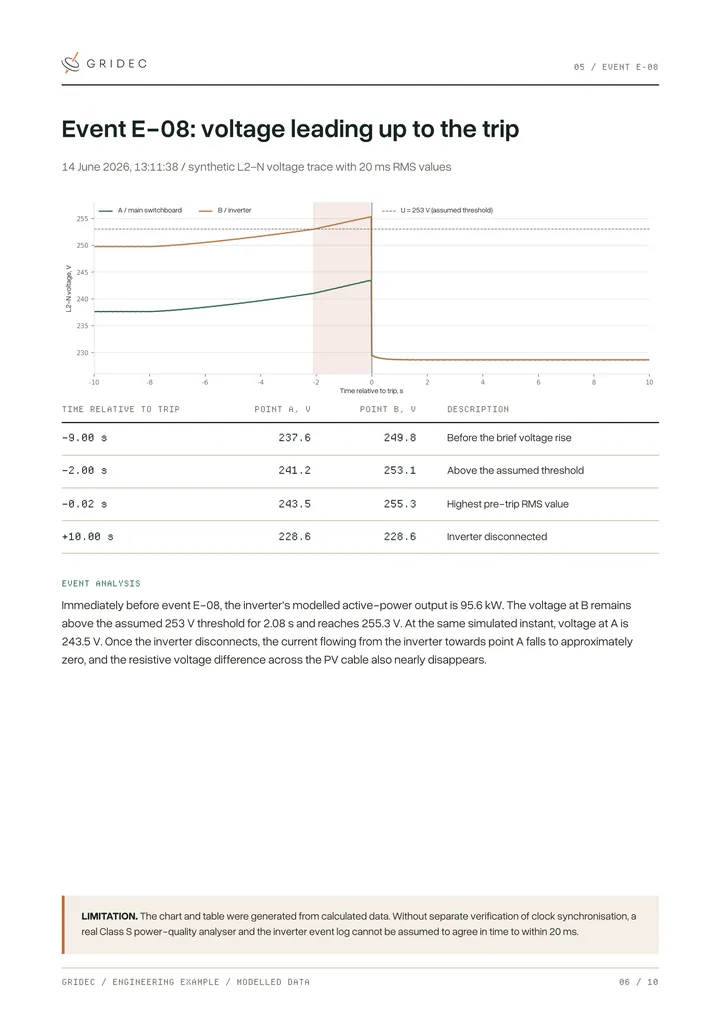 GRIDEC
05 / EVENT E-08
Event E-08: voltage leading up to the trip
14 June 2026, 13:11:38 / synthetic L2-N voltage trace with 20 ms RMS values
A / main switchboard
B / inverter
U = 253 V (assumed threshold)
L2-N voltage, V
255
250
245
240
235
230
-10 -8 -6 -4 -2 0 2 4 6 8 10
Time relative to trip, s
TIME RELATIVE TO TRIP POINT A, V POINT B, V DESCRIPTION
-9.00 s 237.6 249.8 Before the brief voltage rise
-2.00 s 241.2 253.1 Above the assumed threshold
-0.02 s 243.5 255.3 Highest pre-trip RMS value
+10.00 s 228.6 228.6 Inverter disconnected
EVENT ANALYSIS
Immediately before event E-08, the inverter's modelled active-power output is 95.6 kW. The voltage at B remains
above the assumed 253 V threshold for 2.08 s and reaches 255.3 V. At the same simulated instant, voltage at A is
243.5 V. Once the inverter disconnects, the current flowing from the inverter towards point A falls to approximately
zero, and the resistive voltage difference across the PV cable also nearly disappears.
LIMITATION. The chart and table were generated from calculated data. Without separate verification of clock synchronisation, a
real Class S power-quality analyser and the inverter event log cannot be assumed to agree in time to within 20 ms.
GRIDEC / ENGINEERING EXAMPLE / MODELLED DATA
06 / 10